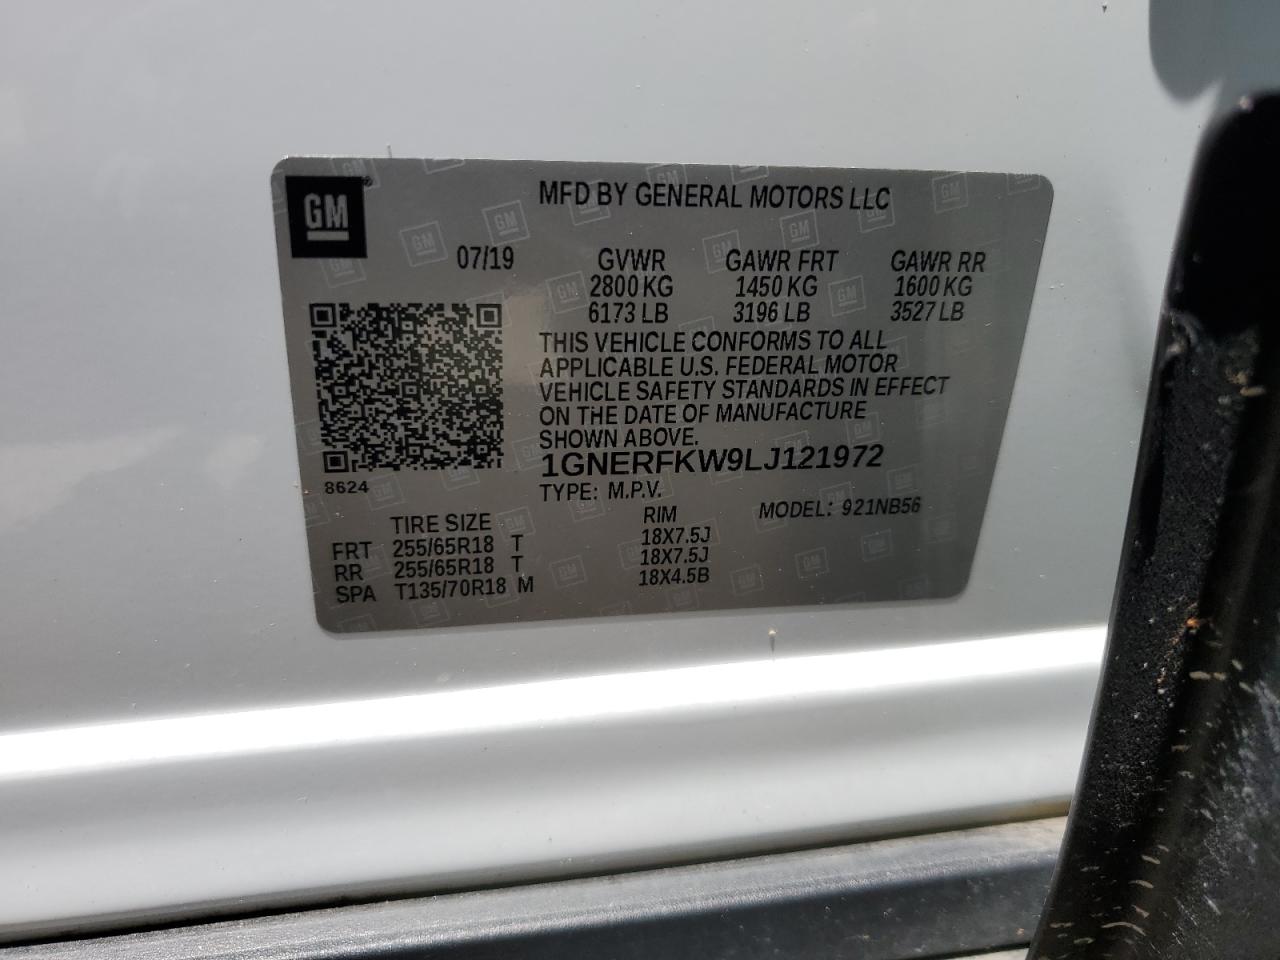 GM
MFD BY GENERAL MOTORS LLC
07/19 GVWR GAWR FRT GAWR RR
2800 KG 1450 KG 1600 KG
6173 LB 3196 LB 3527 LB
THIS VEHICLE CONFORMS TO ALL
APPLICABLE U.S. FEDERAL MOTOR
VEHICLE SAFETY STANDARDS IN EFFECT
ON THE DATE OF MANUFACTURE
SHOWN ABOVE.
1GNERFKW9LJ121972
8624
TYPE: M.P.V. MODEL: 921NB56
TIRE SIZE RIM
FRT 255/65R18 T 18X7.5J
RR 255/65R18 T 18X7.5J
SPA T135/70R18 M 18X4.5B